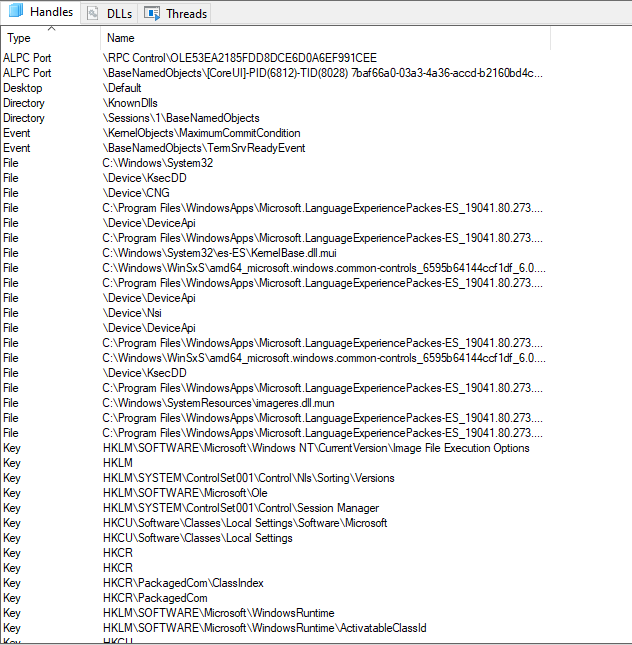 Handles DLLs Threads
Type Name
ALPC Port \RPC Control\OLE53EA2185FDD8DCE6D0A6EF991CEE
ALPC Port \BaseNamedObjects\[CoreUI]-PID(6812)-TID(8028) 7baf66a0-03a3-4a36-accd-b2160bd4c...
Desktop \Default
Directory \KnownDlls
Directory \Sessions\1\BaseNamedObjects
Event \KernelObjects\MaximumCommitCondition
Event \BaseNamedObjects\TermSrvReadyEvent
File C:\Windows\System32
File \Device\KsecDD
File \Device\CNG
File C:\Program Files\WindowsApps\Microsoft.LanguageExperiencePackes-ES_19041.80.273....
File \Device\DeviceApi
File C:\Program Files\WindowsApps\Microsoft.LanguageExperiencePackes-ES_19041.80.273....
File C:\Windows\System32\es-ES\KernelBase.dll.mui
File C:\Windows\WinSxS\amd64_microsoft.windows.common-controls_6595b64144ccf1df_6.0....
File C:\Program Files\WindowsApps\Microsoft.LanguageExperiencePackes-ES_19041.80.273....
File \Device\DeviceApi
File \Device\Nsi
File \Device\DeviceApi
File C:\Program Files\WindowsApps\Microsoft.LanguageExperiencePackes-ES_19041.80.273....
File C:\Windows\WinSxS\amd64_microsoft.windows.common-controls_6595b64144ccf1df_6.0....
File \Device\KsecDD
File C:\Program Files\WindowsApps\Microsoft.LanguageExperiencePackes-ES_19041.80.273....
File C:\Windows\SystemResources\imageres.dll.mun
File C:\Program Files\WindowsApps\Microsoft.LanguageExperiencePackes-ES_19041.80.273....
File C:\Program Files\WindowsApps\Microsoft.LanguageExperiencePackes-ES_19041.80.273....
Key HKLM\SOFTWARE\Microsoft\Windows NT\CurrentVersion\Image File Execution Options
Key HKLM
Key HKLM\SYSTEM\ControlSet001\Control\Nls\Sorting\Versions
Key HKLM\SOFTWARE\Microsoft\Ole
Key HKLM\SYSTEM\ControlSet001\Control\Session Manager
Key HKCU\Software\Classes\Local Settings\Software\Microsoft
Key HKCU\Software\Classes\Local Settings
Key HKCR
Key HKCR
Key HKCR\PackagedCom\ClassIndex
Key HKCR\PackagedCom
Key HKLM\SOFTWARE\Microsoft\WindowsRuntime
Key HKLM\SOFTWARE\Microsoft\WindowsRuntime\ActivatableClassId
Key HKCU